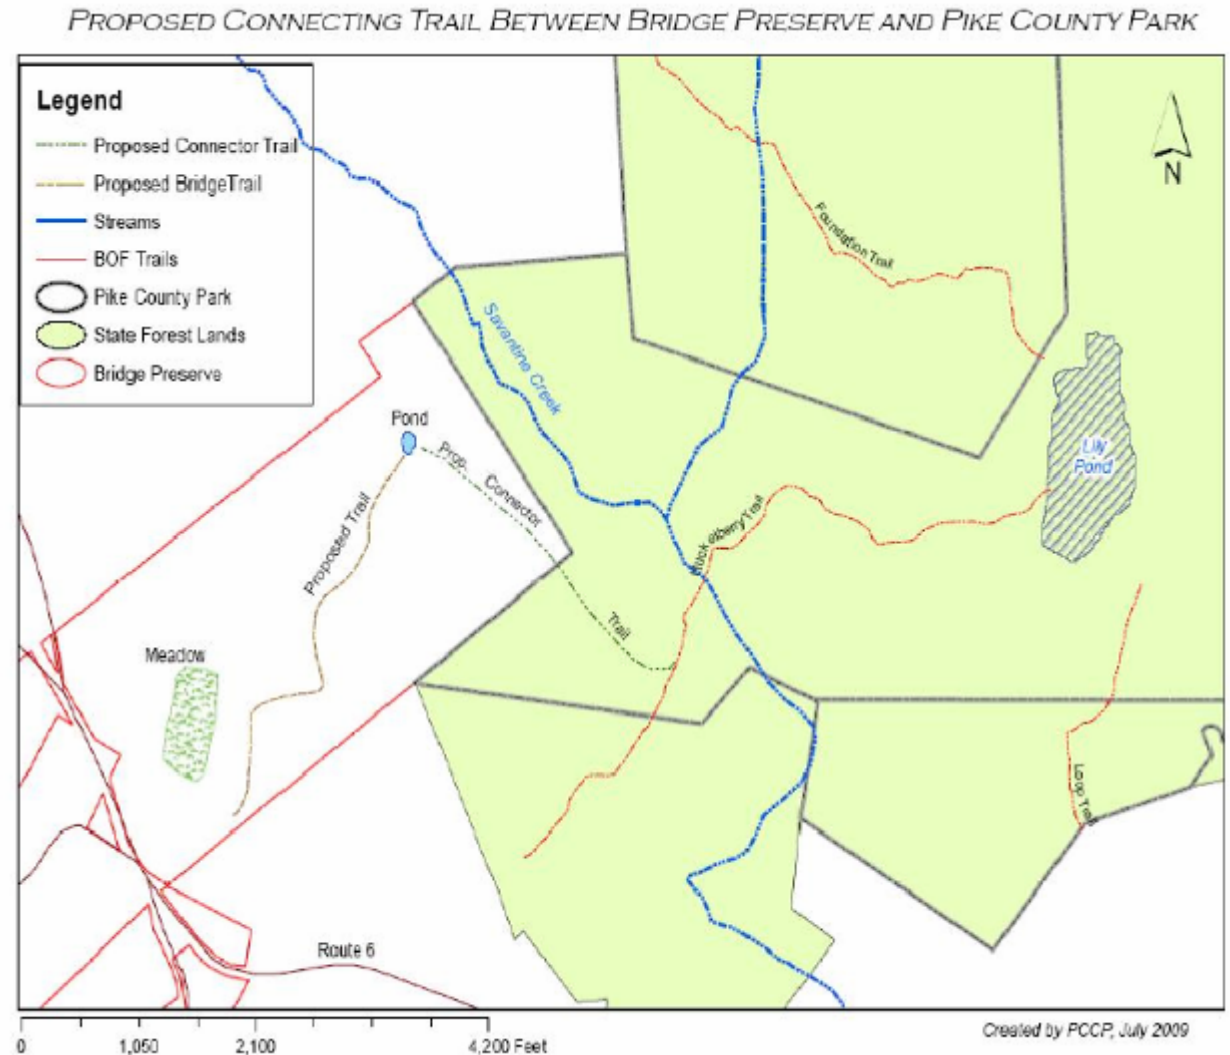 PROPOSED CONNECTING TRAIL BETWEEN BRIDGE PRESERVE AND PIKE COUNTY PARK
Legend
Proposed Connector Trail
Proposed BridgeTrail
Streams
BOF Trails
Pike County Park
State Forest Lands
Bridge Preserve
N
Foundation Trail
Savantine Creek
Pond
Prop. Connector Trail
Lily
Pond
Proposed Trail
Trail
Meadow
Loop Trail
Route 6
0 1,050 2,100 4,200 Feet
Created by PCCP, July 2009